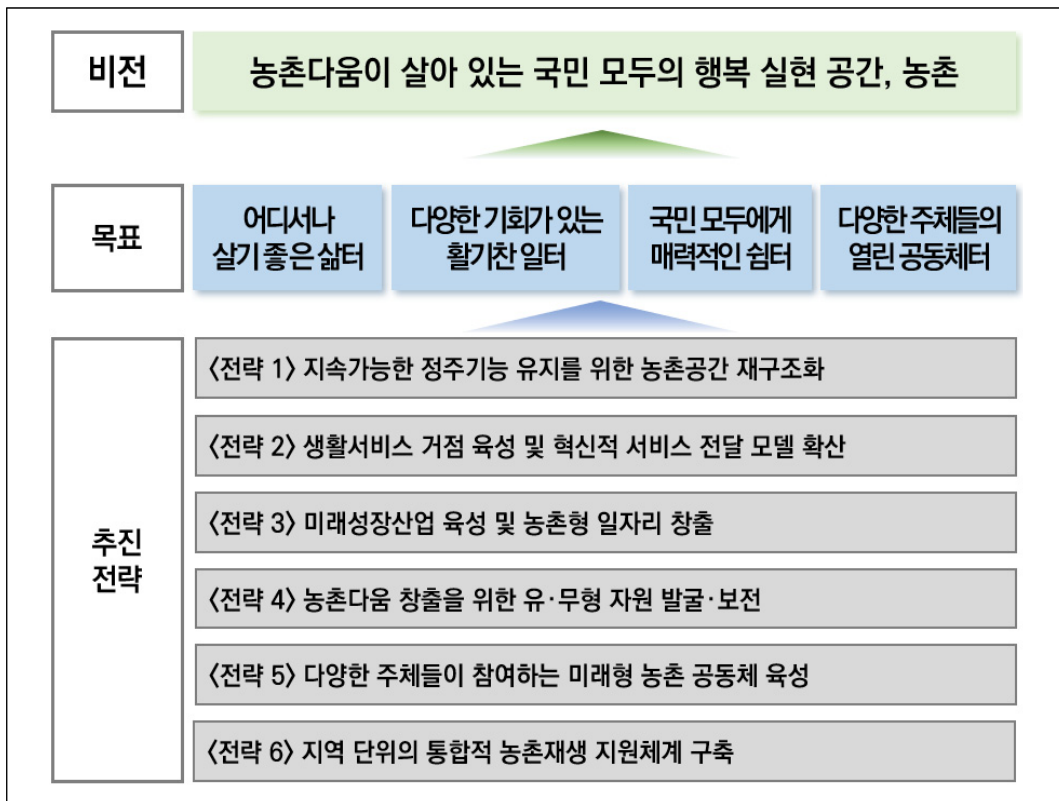 비전
농촌다움이 살아 있는 국민 모두의 행복 실현 공간, 농촌
목표
어디서나
살기 좋은 삶터
다양한 기회가 있는
활기찬 일터
국민 모두에게
매력적인 쉼터
다양한 주체들의
열린 공동체터
추진
전략
〈전략 1〉 지속가능한 정주기능 유지를 위한 농촌공간 재구조화
〈전략 2〉 생활서비스 거점 육성 및 혁신적 서비스 전달 모델 확산
〈전략 3〉 미래성장산업 육성 및 농촌형 일자리 창출
〈전략 4〉 농촌다움 창출을 위한 유·무형 자원 발굴·보전
〈전략 5〉 다양한 주체들이 참여하는 미래형 농촌 공동체 육성
〈전략 6〉 지역 단위의 통합적 농촌재생 지원체계 구축